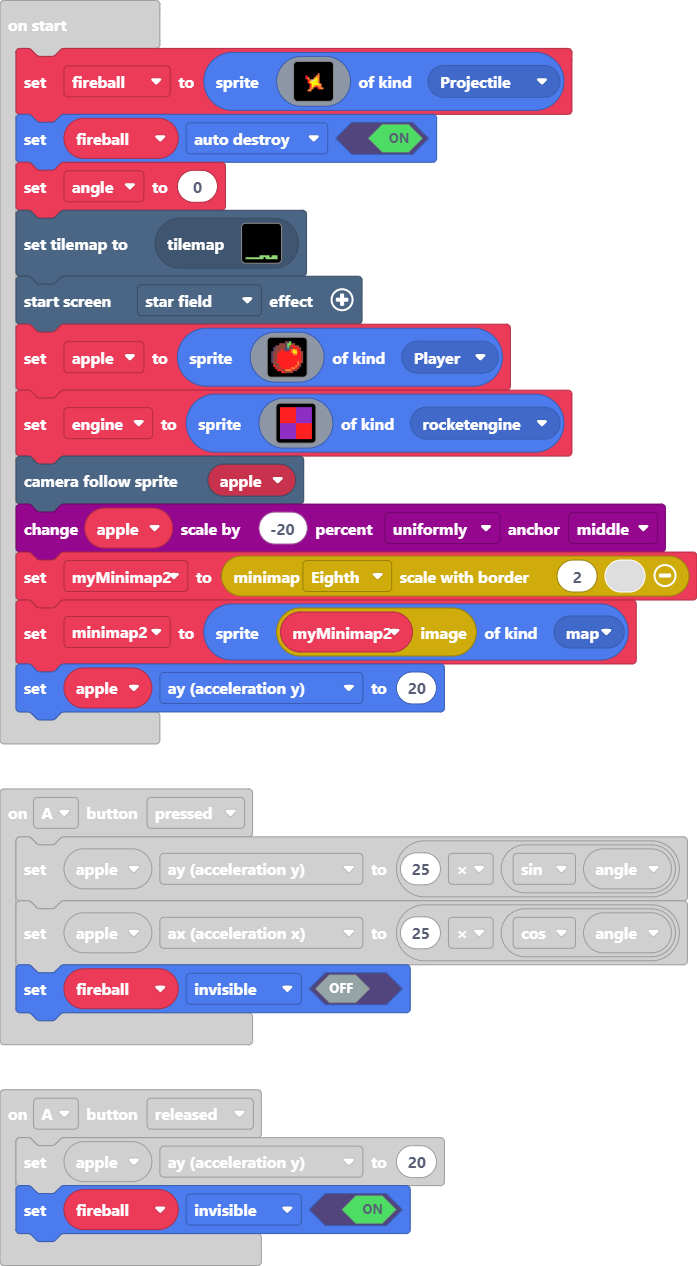 on start
set fireball to sprite of kind Projectile
set fireball auto destroy ON
set angle to 0
set tilemap to tilemap
start screen star field effect
set apple to sprite of kind Player
set engine to sprite of kind rocketengine
camera follow sprite apple
change apple scale by -20 percent uniformly anchor middle
set myMinimap2 to minimap Eighth scale with border 2
set minimap2 to sprite myMinimap2 image of kind map
set apple ay (acceleration y) to 20
on A button pressed
set apple ay (acceleration y) to 25 × sin angle
set apple ax (acceleration x) to 25 × cos angle
set fireball invisible OFF
on A button released
set apple ay (acceleration y) to 20
set fireball invisible ON